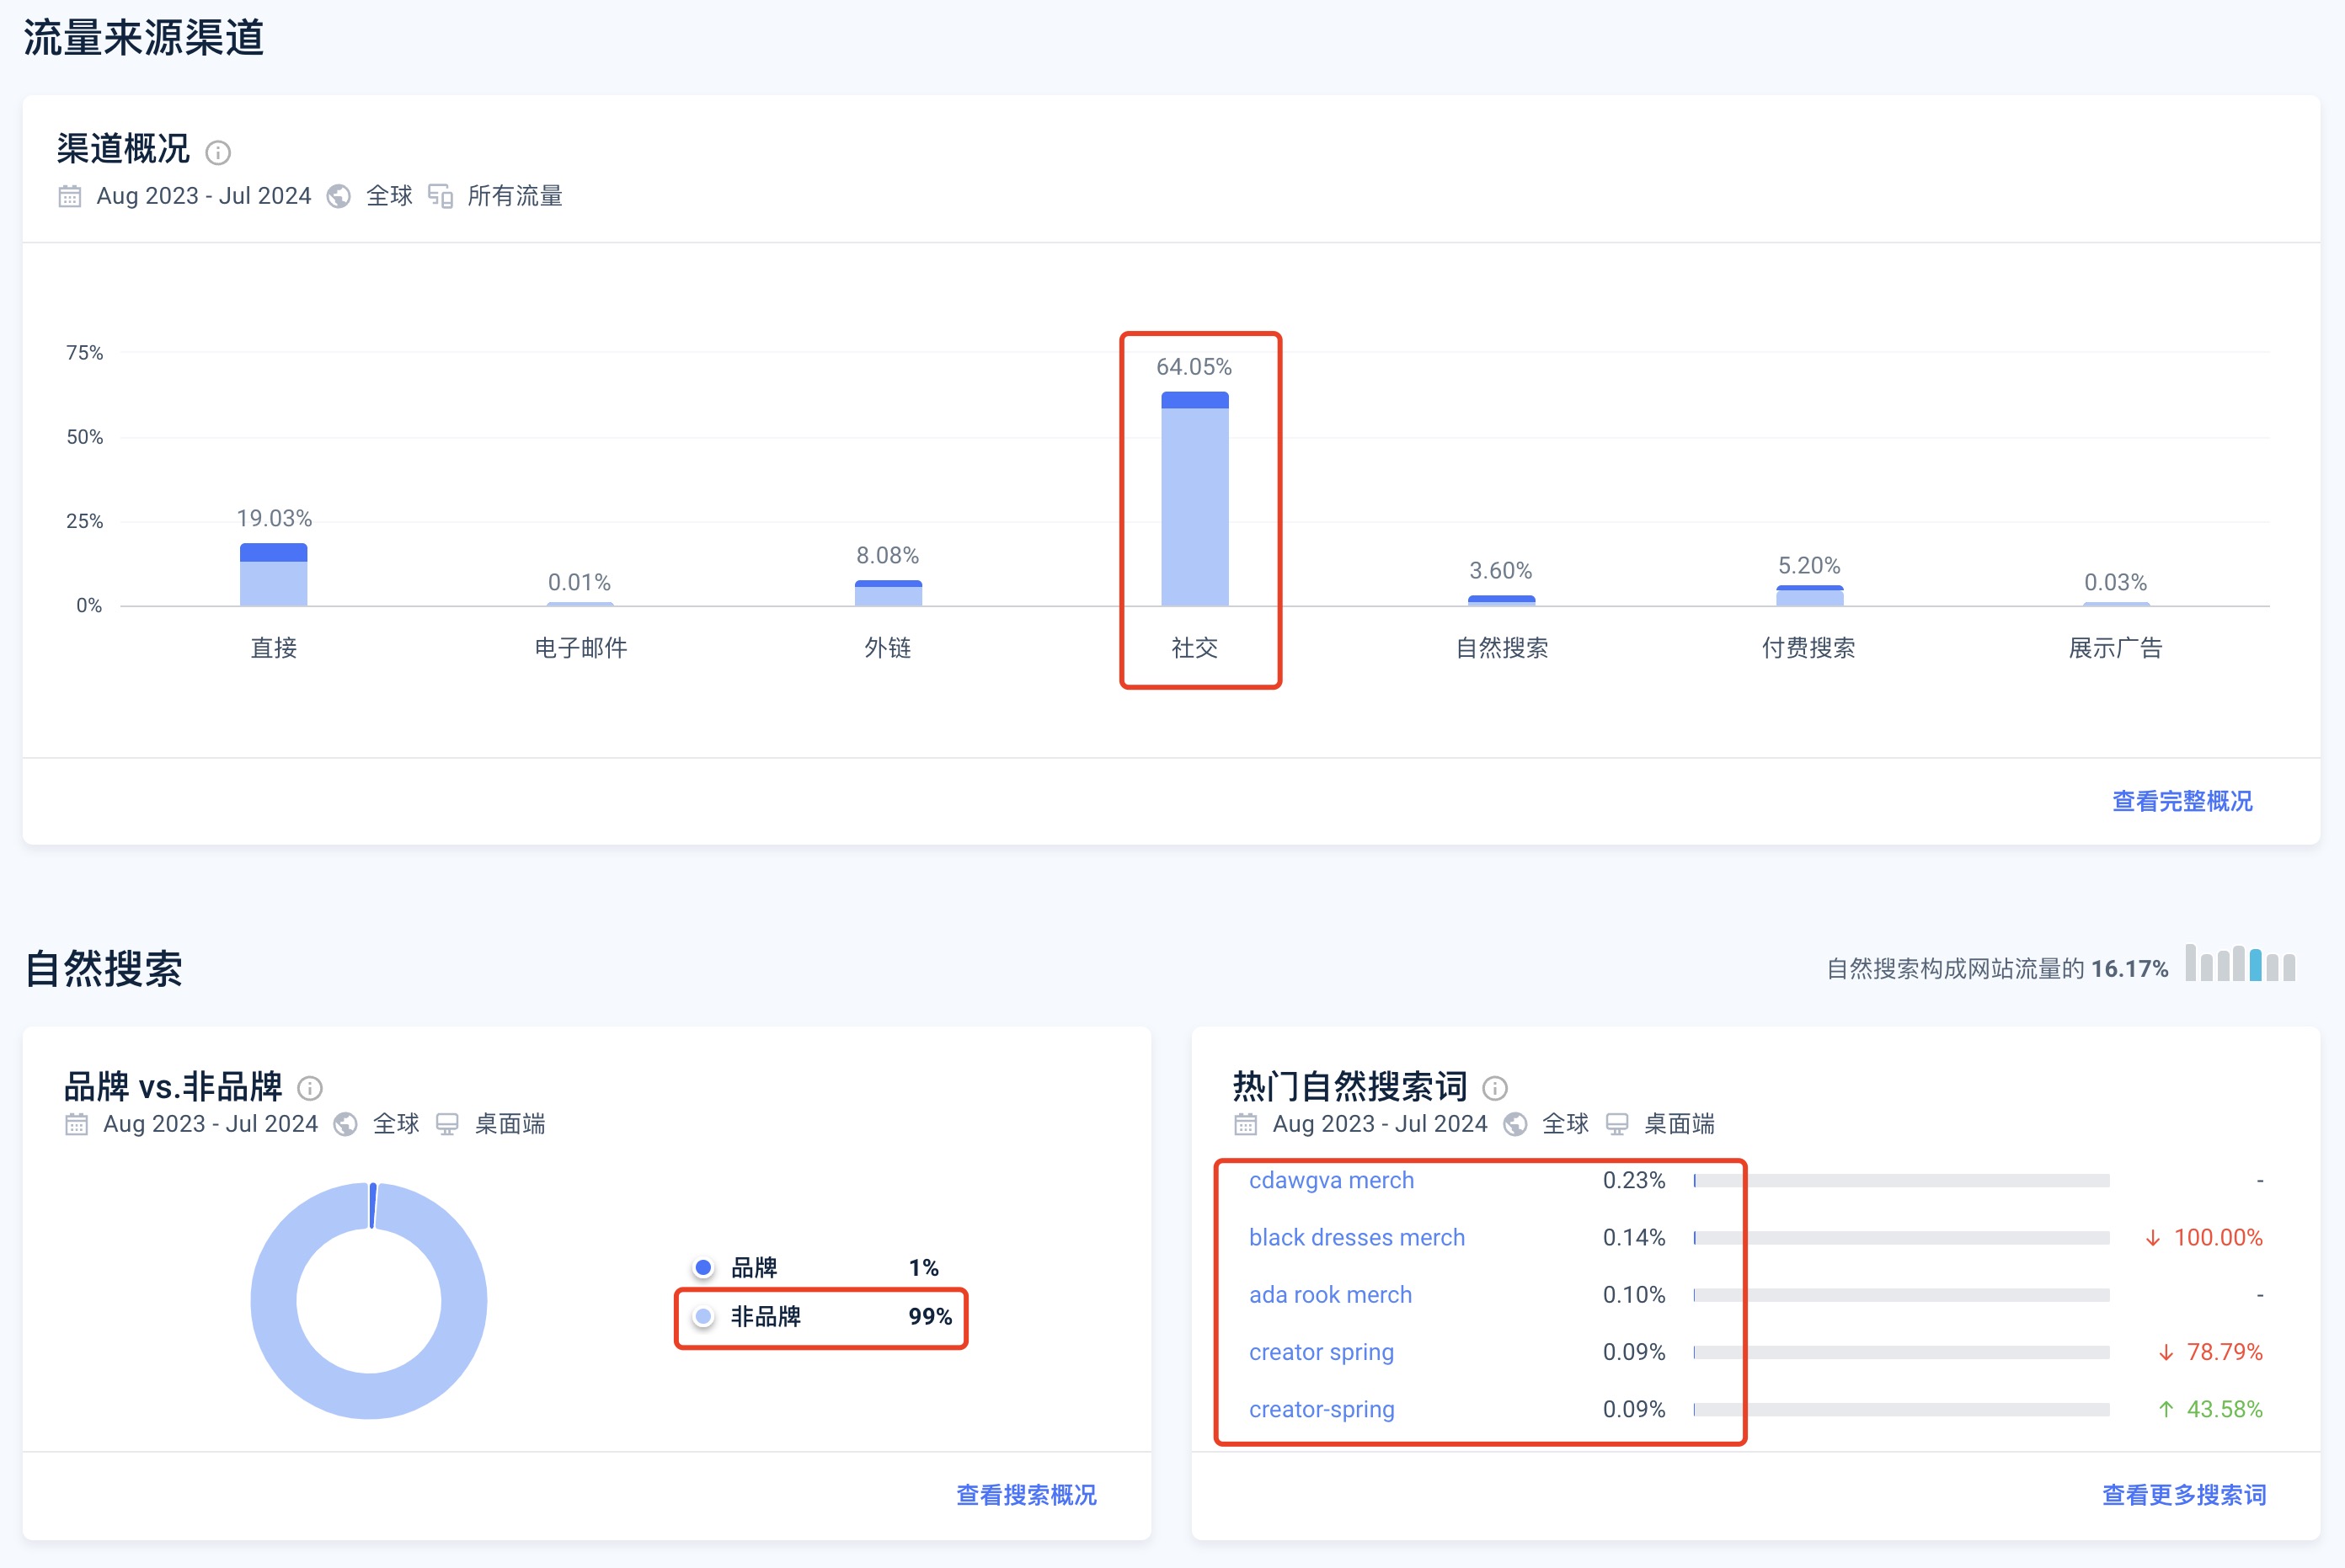 流量来源渠道
渠道概况
Aug 2023 - Jul 2024 全球 所有流量
75%
50%
25%
0%
19.03%
0.01%
8.08%
64.05%
3.60%
5.20%
0.03%
直接 电子邮件 外链 社交 自然搜索 付费搜索 展示广告
查看完整概况
自然搜索
自然搜索构成网站流量的 16.17%
品牌 vs.非品牌
Aug 2023 - Jul 2024 全球 桌面端
品牌 1%
非品牌 99%
查看搜索概况
热门自然搜索词
Aug 2023 - Jul 2024 全球 桌面端
cdawgva merch 0.23% -
black dresses merch 0.14% ↓ 100.00%
ada rook merch 0.10% -
creator spring 0.09% ↓ 78.79%
creator-spring 0.09% ↑ 43.58%
查看更多搜索词